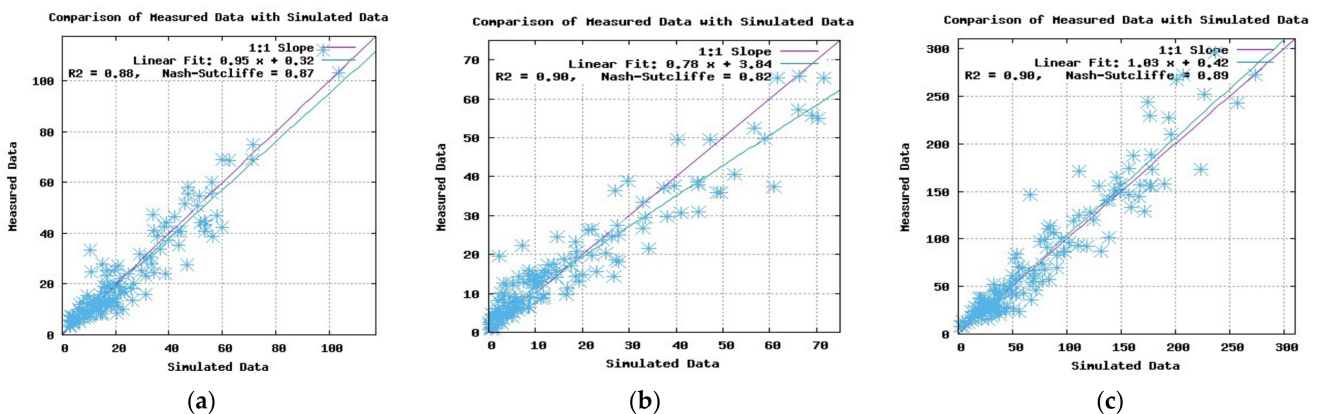 Comparison of Measured Data with Simulated Data
1:1 Slope
Linear Fit: 0.95 x + 0.32
R2 = 0.88, Nash-Sutcliffe = 0.87
100
80
60
40
20
0
Measured Data
0 20 40 60 80 100
Simulated Data
(a)
Comparison of Measured Data with Simulated Data
1:1 Slope
Linear Fit: 0.78 x + 3.84
R2 = 0.90, Nash-Sutcliffe = 0.82
70
60
50
40
30
20
10
0
Measured Data
0 10 20 30 40 50 60 70
Simulated Data
(b)
Comparison of Measured Data with Simulated Data
1:1 Slope
Linear Fit: 1.03 x + 0.42
R2 = 0.90, Nash-Sutcliffe = 0.89
300
250
200
150
100
50
0
Measured Data
0 50 100 150 200 250 300
Simulated Data
(c)